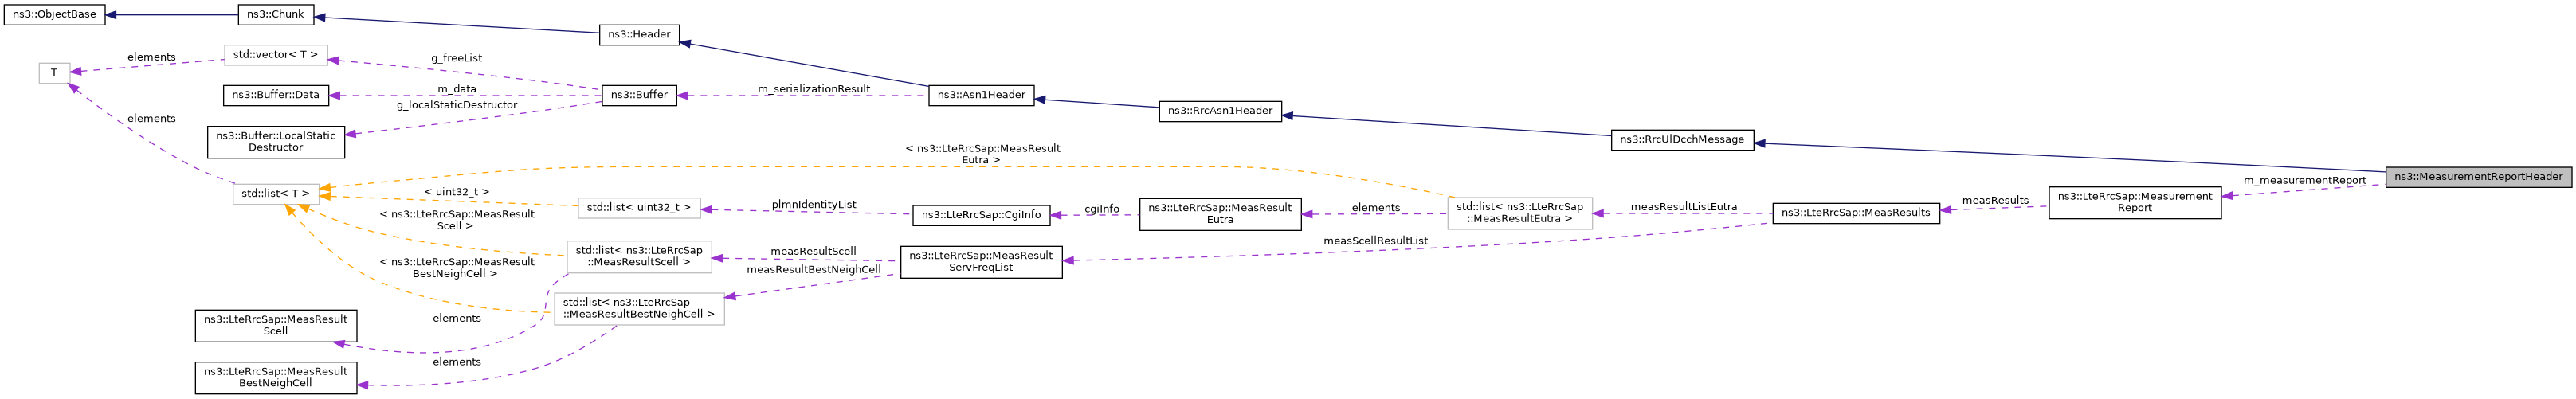 ns3::ObjectBase
ns3::Chunk
ns3::Header
std::vector< T >
elements
g_freeList
T
ns3::Buffer::Data
m_data
ns3::Buffer
m_serializationResult
ns3::Asn1Header
g_localStaticDestructor
ns3::RrcAsn1Header
elements
ns3::Buffer::LocalStatic
Destructor
ns3::RrcUlDcchMessage
< ns3::LteRrcSap::MeasResult
Eutra >
ns3::MeasurementReportHeader
m_measurementReport
std::list< T >
< uint32_t >
std::list< uint32_t >
plmnIdentityList
ns3::LteRrcSap::CgiInfo
cgiInfo
ns3::LteRrcSap::MeasResult
Eutra
elements
std::list< ns3::LteRrcSap
::MeasResultEutra >
measResultListEutra
ns3::LteRrcSap::MeasResults
measResults
ns3::LteRrcSap::Measurement
Report
< ns3::LteRrcSap::MeasResult
Scell >
measScellResultList
std::list< ns3::LteRrcSap
::MeasResultScell >
measResultScell
ns3::LteRrcSap::MeasResult
ServFreqList
< ns3::LteRrcSap::MeasResult
BestNeighCell >
measResultBestNeighCell
std::list< ns3::LteRrcSap
::MeasResultBestNeighCell >
ns3::LteRrcSap::MeasResult
Scell
elements
elements
ns3::LteRrcSap::MeasResult
BestNeighCell